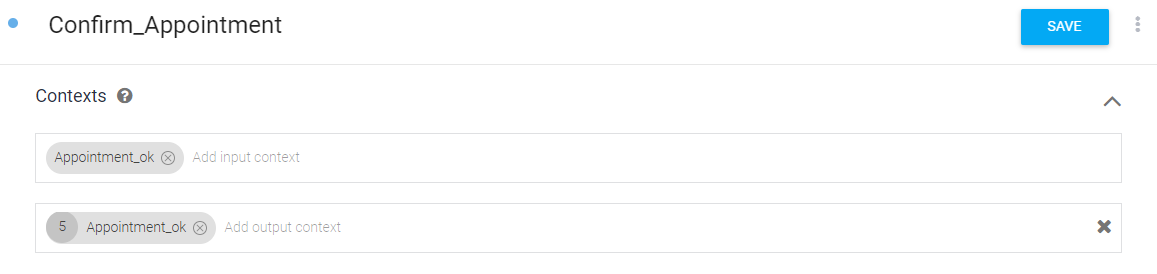 Confirm_Appointment SAVE
Contexts ?
Appointment_ok Add input context
5 Appointment_ok Add output context